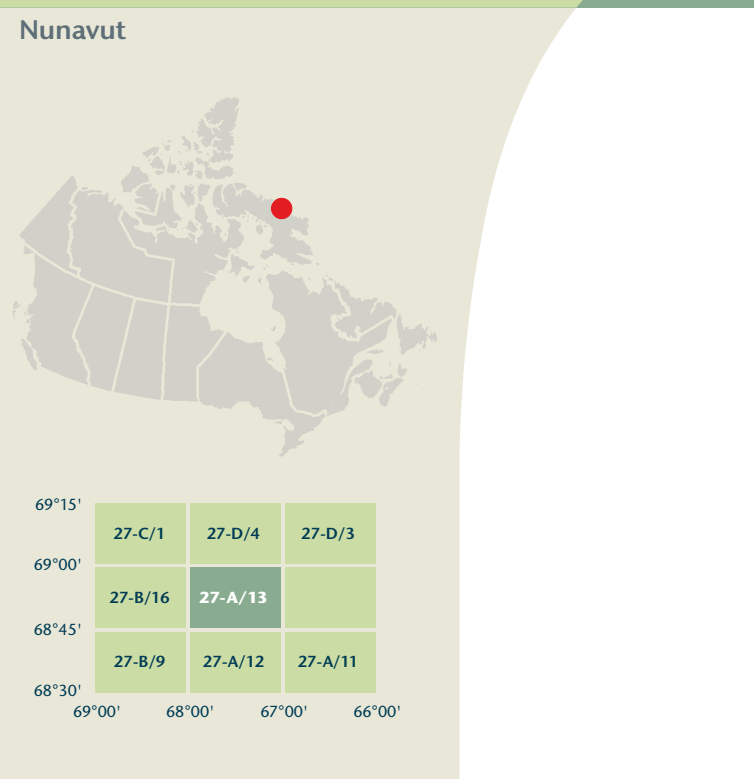 Nunavut
69°15'
27-C/1 27-D/4 27-D/3
69°00'
27-B/16 27-A/13
68°45'
27-B/9 27-A/12 27-A/11
68°30'
69°00' 68°00' 67°00' 66°00'